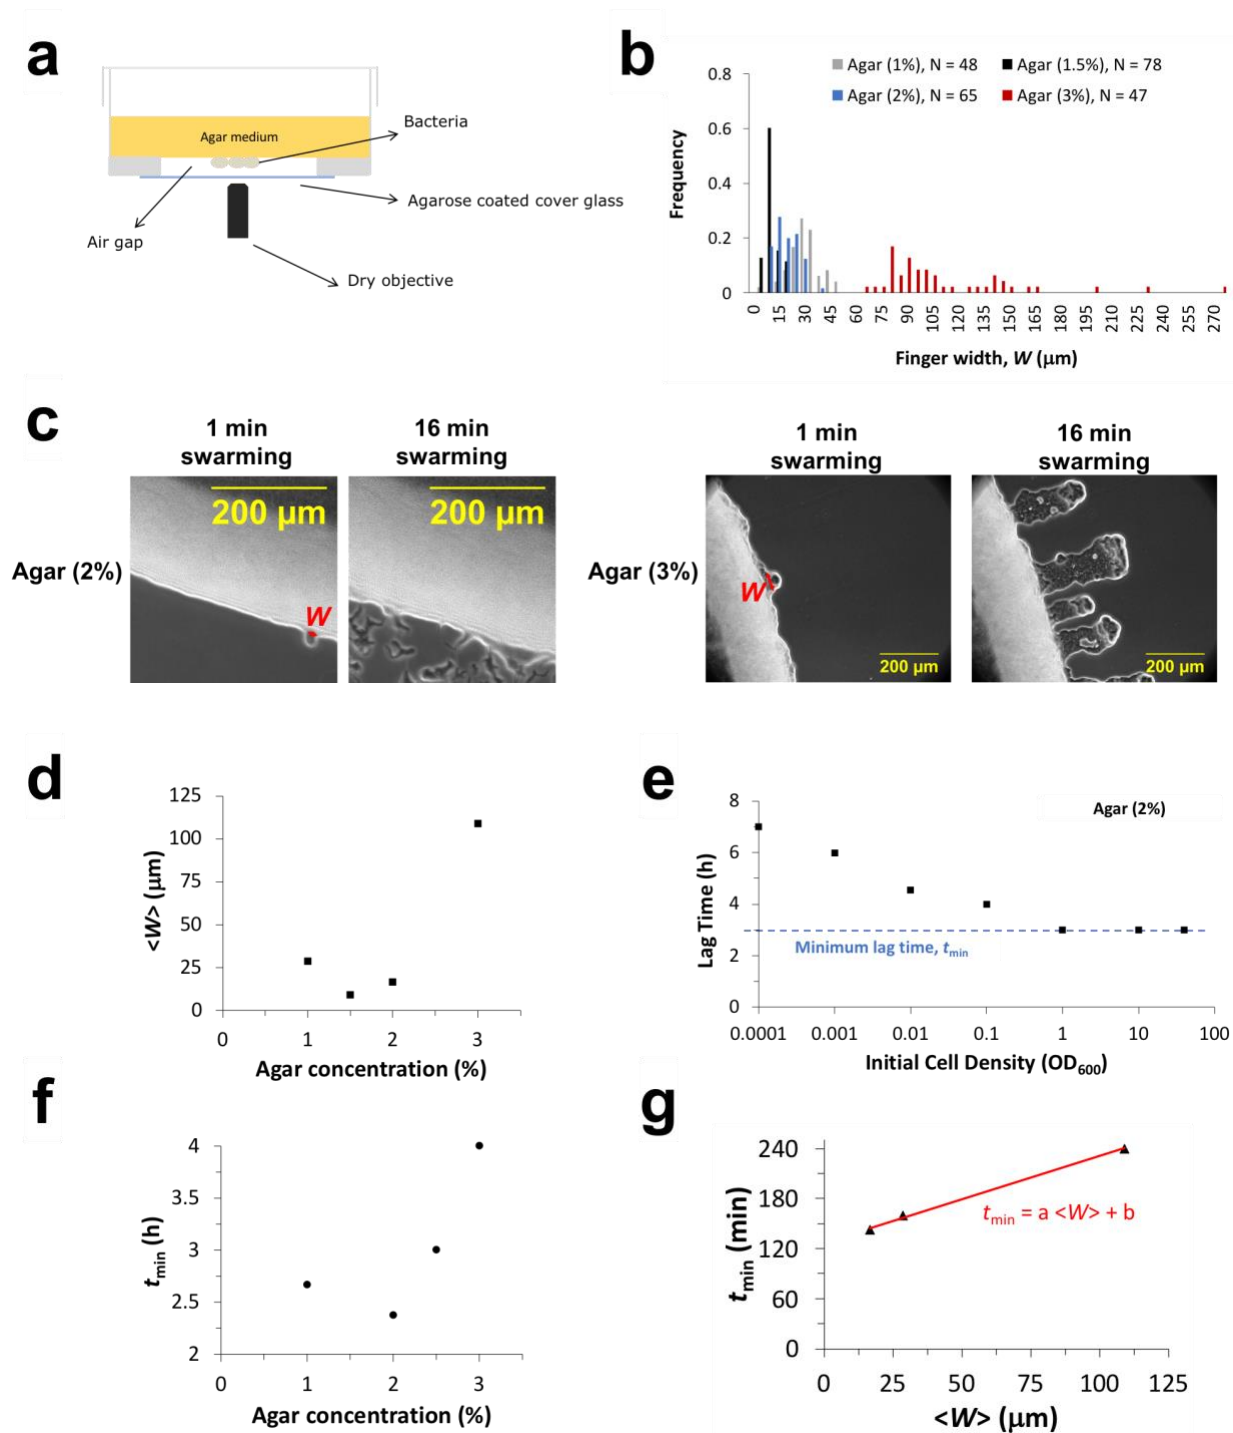 a
Agar medium
Bacteria
Agarose coated cover glass
Air gap
Dry objective
b
Agar (1%), N = 48
Agar (1.5%), N = 78
Agar (2%), N = 65
Agar (3%), N = 47
Frequency
0.8
0.6
0.4
0.2
0
0 15 30 45 60 75 90 105 120 135 150 165 180 195 210 225 240 255 270
Finger width, W (μm)
c
1 min
swarming
16 min
swarming
Agar (2%)
200 μm
W
200 μm
1 min
swarming
16 min
swarming
Agar (3%)
W
200 μm
200 μm
d
<W> (μm)
125
100
75
50
25
0
0 1 2 3
Agar concentration (%)
e
Agar (2%)
Lag Time (h)
8
6
4
2
0
Minimum lag time, tmin
0.0001 0.001 0.01 0.1 1 10 100
Initial Cell Density (OD600)
f
tmin (h)
4
3.5
3
2.5
2
0 1 2 3
Agar concentration (%)
g
tmin (min)
240
180
120
60
0
tmin = a <W> + b
0 25 50 75 100 125
<W> (μm)